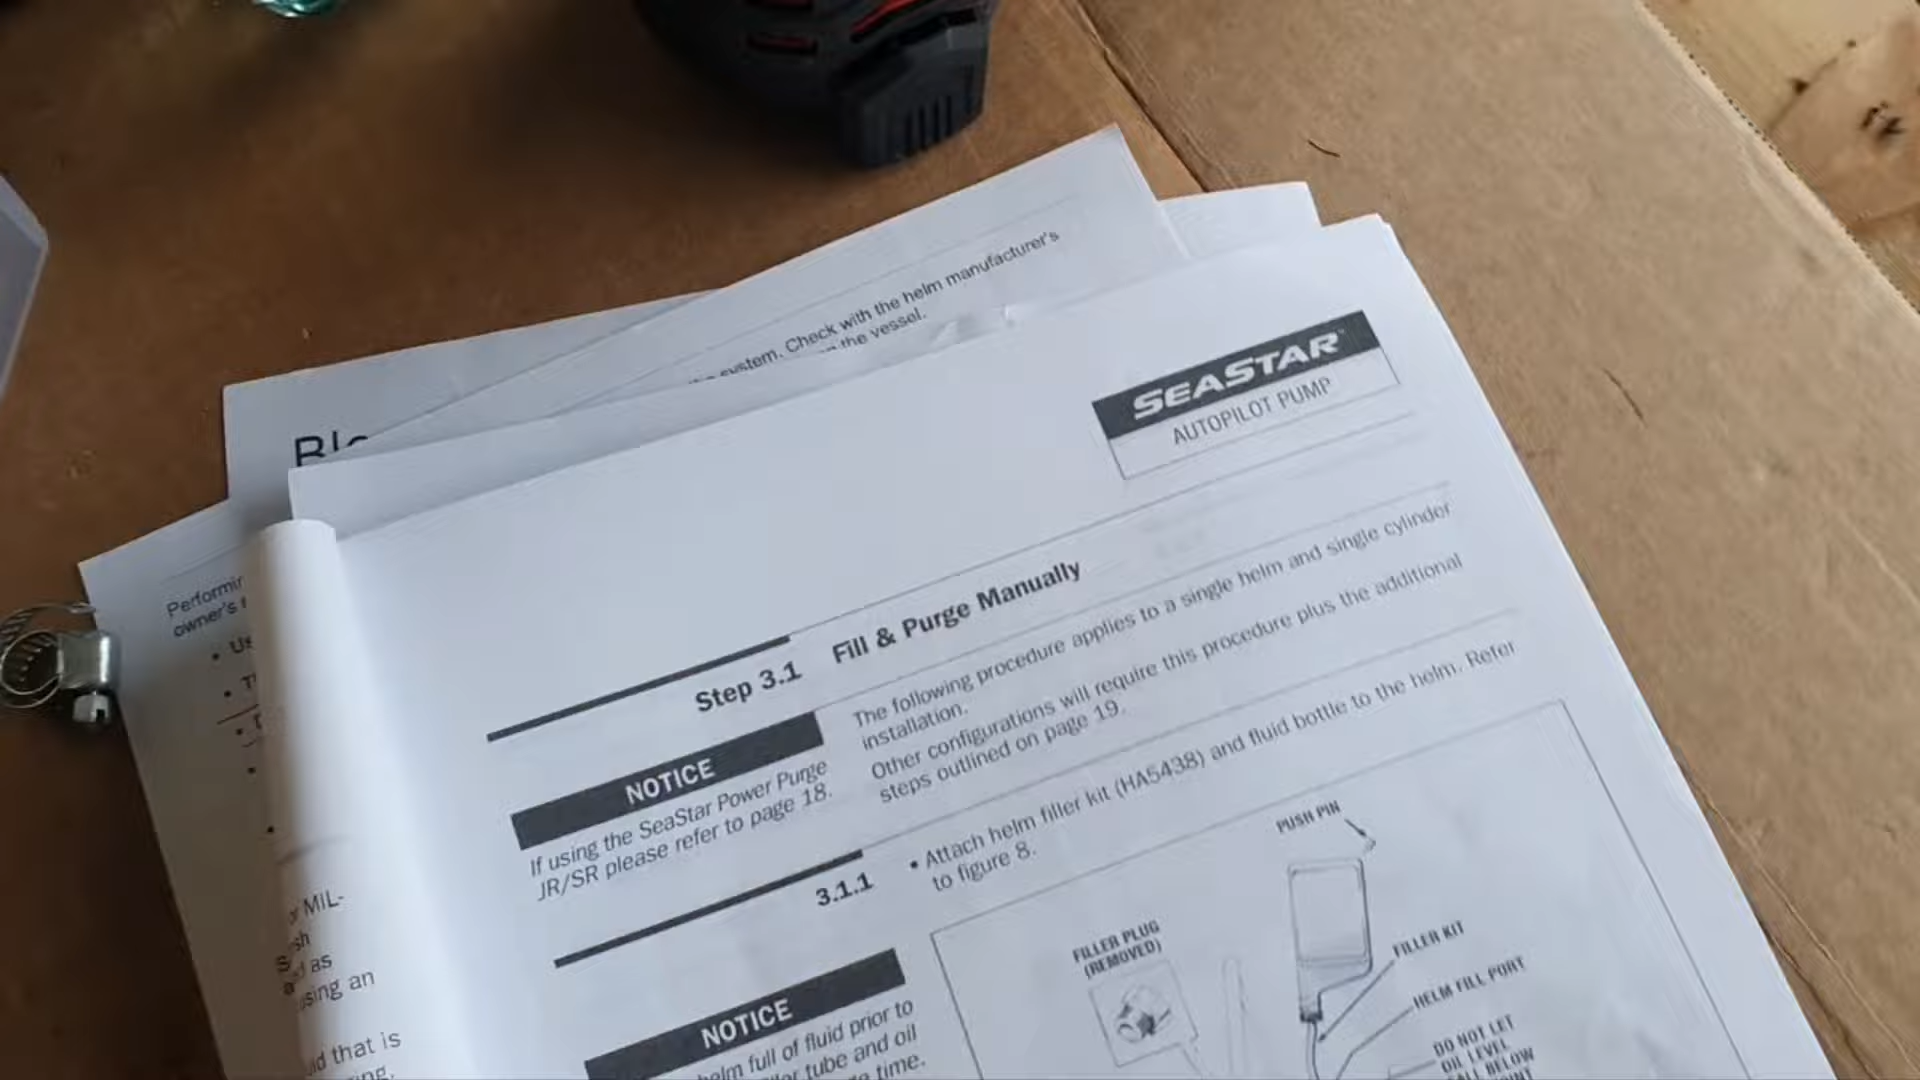 helm manufacturer's
system. Check with the
the vessel.
SEASTAR
AUTOPILOT PUMP
Performin
owner's
Step 3.1 Fill & Purge Manually
The following procedure applies to a single helm and single cylinder
installation.
Other configurations will require this procedure plus the additional
steps outlined on page 19.
NOTICE
If using the SeaStar Power Purge
JR/SR please refer to page 18.
3.1.1
• Attach helm filler kit (HA5438) and fluid bottle to the helm. Refer
to figure 8.
PUSH PIN
FILLER PLUG
(REMOVED)
FILLER KIT
HELM FILL PORT
DO NOT LET
OIL LEVEL
BELOW
NOTICE
helm full of fluid prior to
tube and oil
time.
MIL-
as
using an
that is